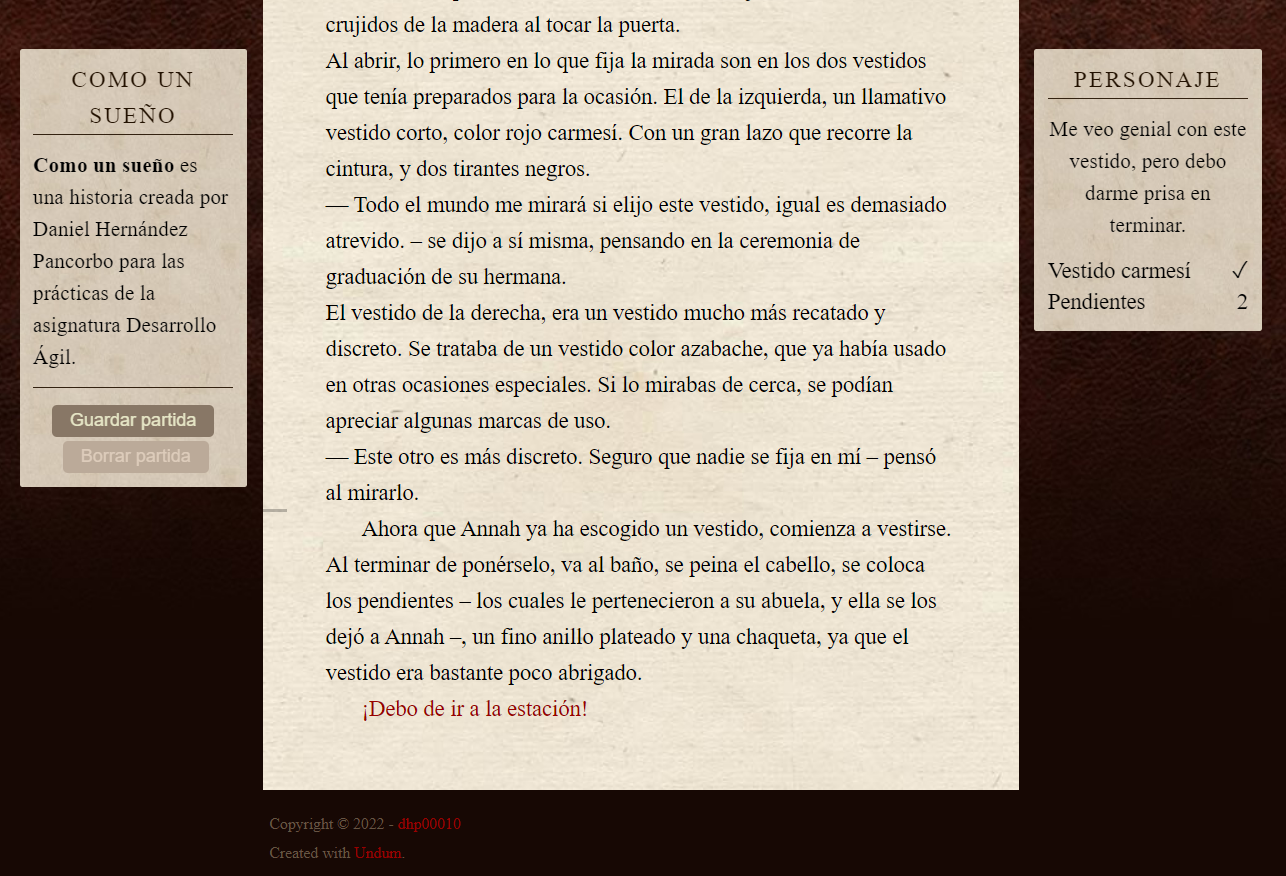 COMO UN
SUEÑO
Como un sueño es
una historia creada por
Daniel Hernández
Pancorbo para las
prácticas de la
asignatura Desarrollo
Ágil.
Guardar partida
Borrar partida
crujidos de la madera al tocar la puerta.
Al abrir, lo primero en lo que fija la mirada son en los dos vestidos
que tenía preparados para la ocasión. El de la izquierda, un llamativo
vestido corto, color rojo carmesí. Con un gran lazo que recorre la
cintura, y dos tirantes negros.
— Todo el mundo me mirará si elijo este vestido, igual es demasiado
atrevido. – se dijo a sí misma, pensando en la ceremonia de
graduación de su hermana.
El vestido de la derecha, era un vestido mucho más recatado y
discreto. Se trataba de un vestido color azabache, que ya había usado
en otras ocasiones especiales. Si lo mirabas de cerca, se podían
apreciar algunas marcas de uso.
— Este otro es más discreto. Seguro que nadie se fija en mí – pensó
al mirarlo.
Ahora que Annah ya ha escogido un vestido, comienza a vestirse.
Al terminar de ponérselo, va al baño, se peina el cabello, se coloca
los pendientes – los cuales le pertenecieron a su abuela, y ella se los
dejó a Annah –, un fino anillo plateado y una chaqueta, ya que el
vestido era bastante poco abrigado.
¡Debo de ir a la estación!
PERSONAJE
Me veo genial con este
vestido, pero debo
darme prisa en
terminar.
Vestido carmesí ✓
Pendientes 2
Copyright © 2022 - dhp00010
Created with Undum.